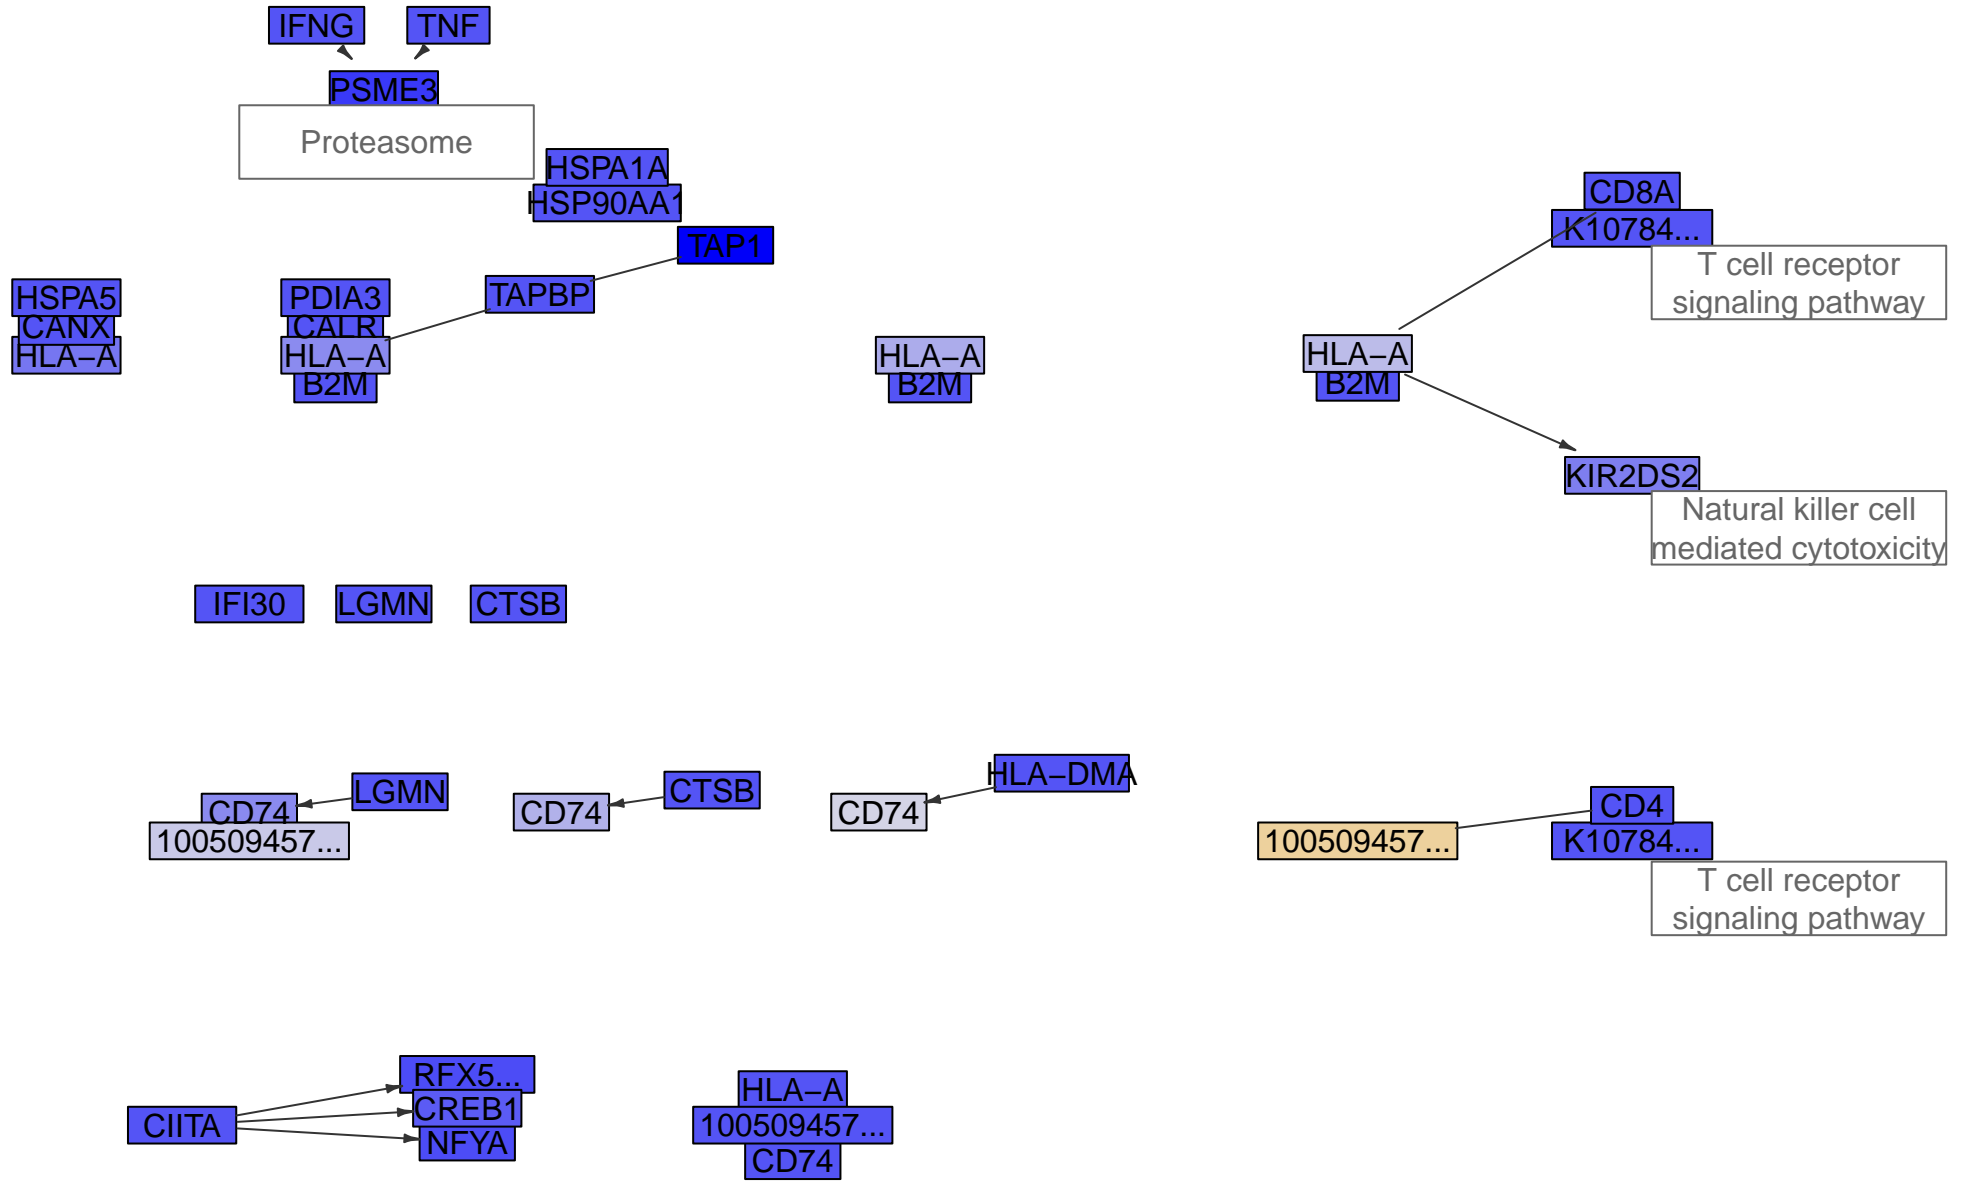 IFNG
TNF
PSME3
Proteasome
HSPA1A
HSP90AA1
TAP1
TAPBP
HSPA5
CANX
HLA−A
PDIA3
CALR
HLA−A
B2M
HLA−A
B2M
CD8A
K10784...
T cell receptor
signaling pathway
HLA−A
B2M
KIR2DS2
Natural killer cell
mediated cytotoxicity
IFI30
LGMN
CTSB
LGMN
CD74
100509457...
CTSB
CD74
HLA−DMA
CD74
CD4
100509457...
K10784...
T cell receptor
signaling pathway
RFX5...
CREB1
NFYA
CIITA
HLA−A
100509457...
CD74